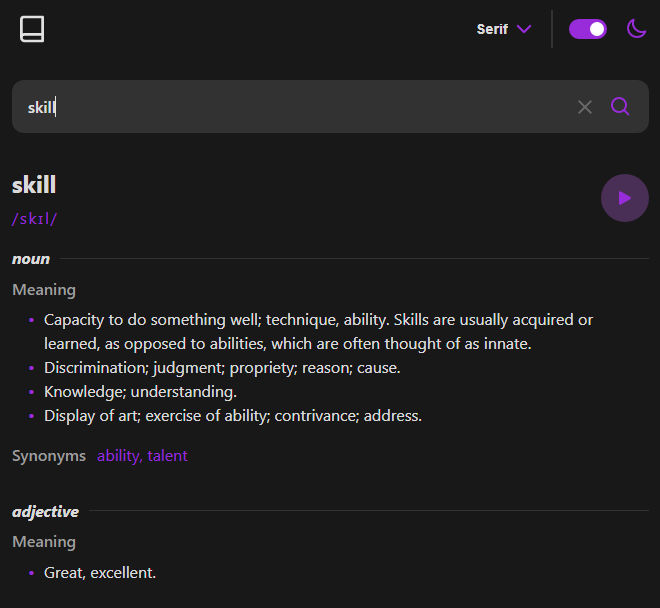 Serif
skill
skill
/skɪl/
noun
Meaning
• Capacity to do something well; technique, ability. Skills are usually acquired or
learned, as opposed to abilities, which are often thought of as innate.
• Discrimination; judgment; propriety; reason; cause.
• Knowledge; understanding.
• Display of art; exercise of ability; contrivance; address.
Synonyms ability, talent
adjective
Meaning
• Great, excellent.